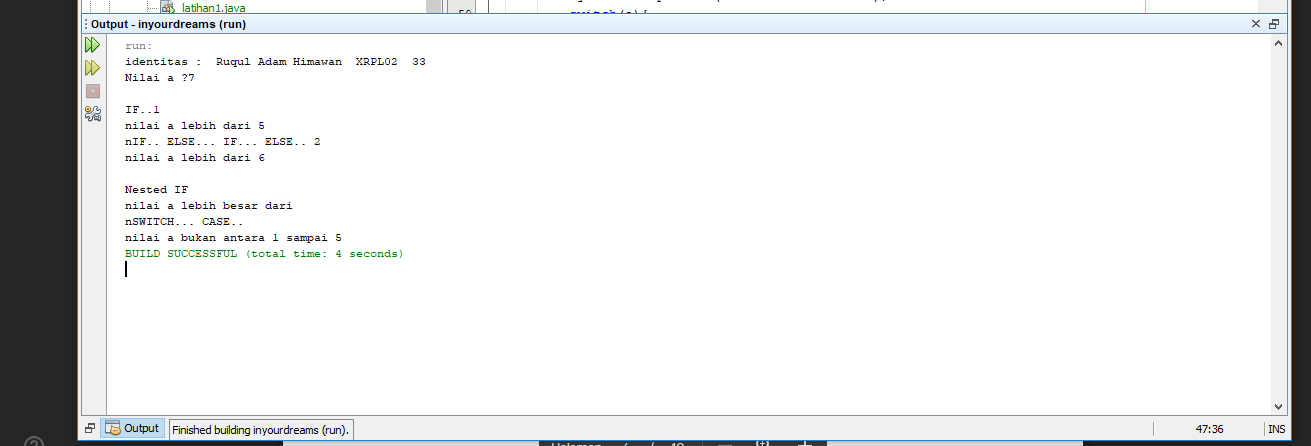 latihan1.java
Output - inyourdreams (run)
run:
identitas :  Ruqul Adam Himawan  XRPL02  33
Nilai a ?7
IF..1
nilai a lebih dari 5
nIF.. ELSE... IF... ELSE.. 2
nilai a lebih dari 6
Nested IF
nilai a lebih besar dari
nSWITCH... CASE..
nilai a bukan antara 1 sampai 5
BUILD SUCCESSFUL (total time: 4 seconds)
Output
Finished building inyourdreams (run).
47:36
INS